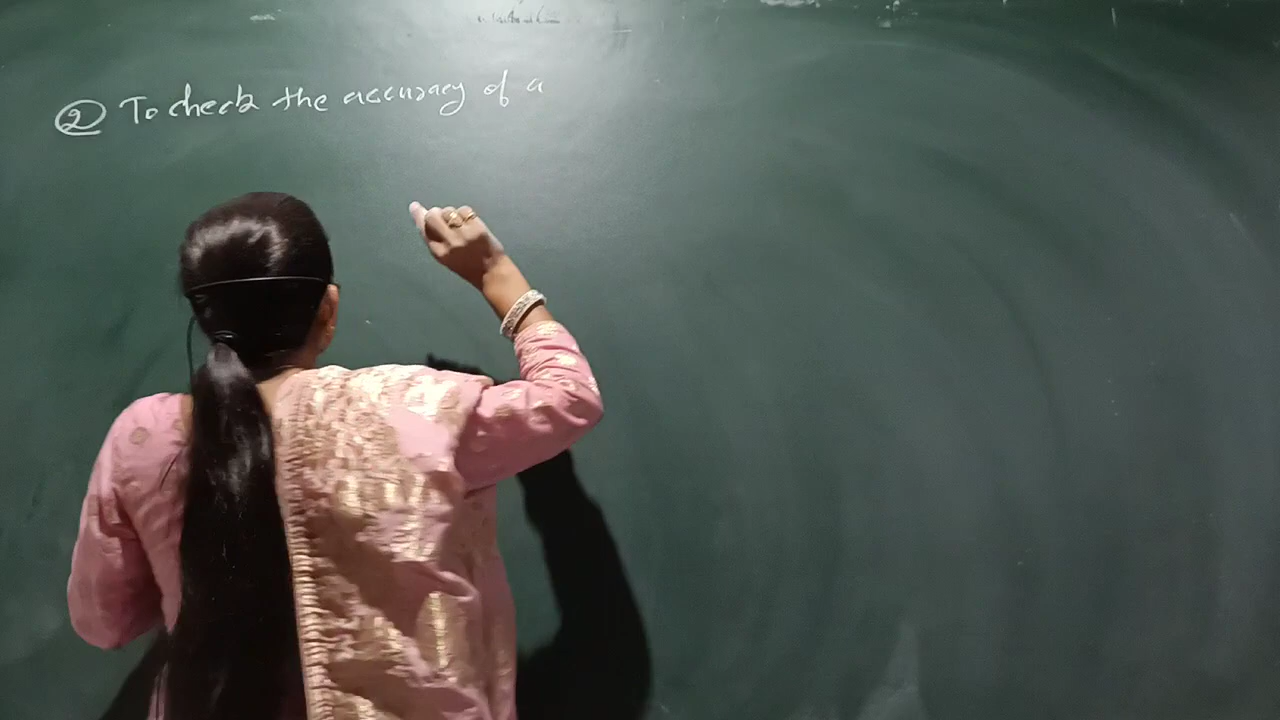 ② To check the accuracy of a